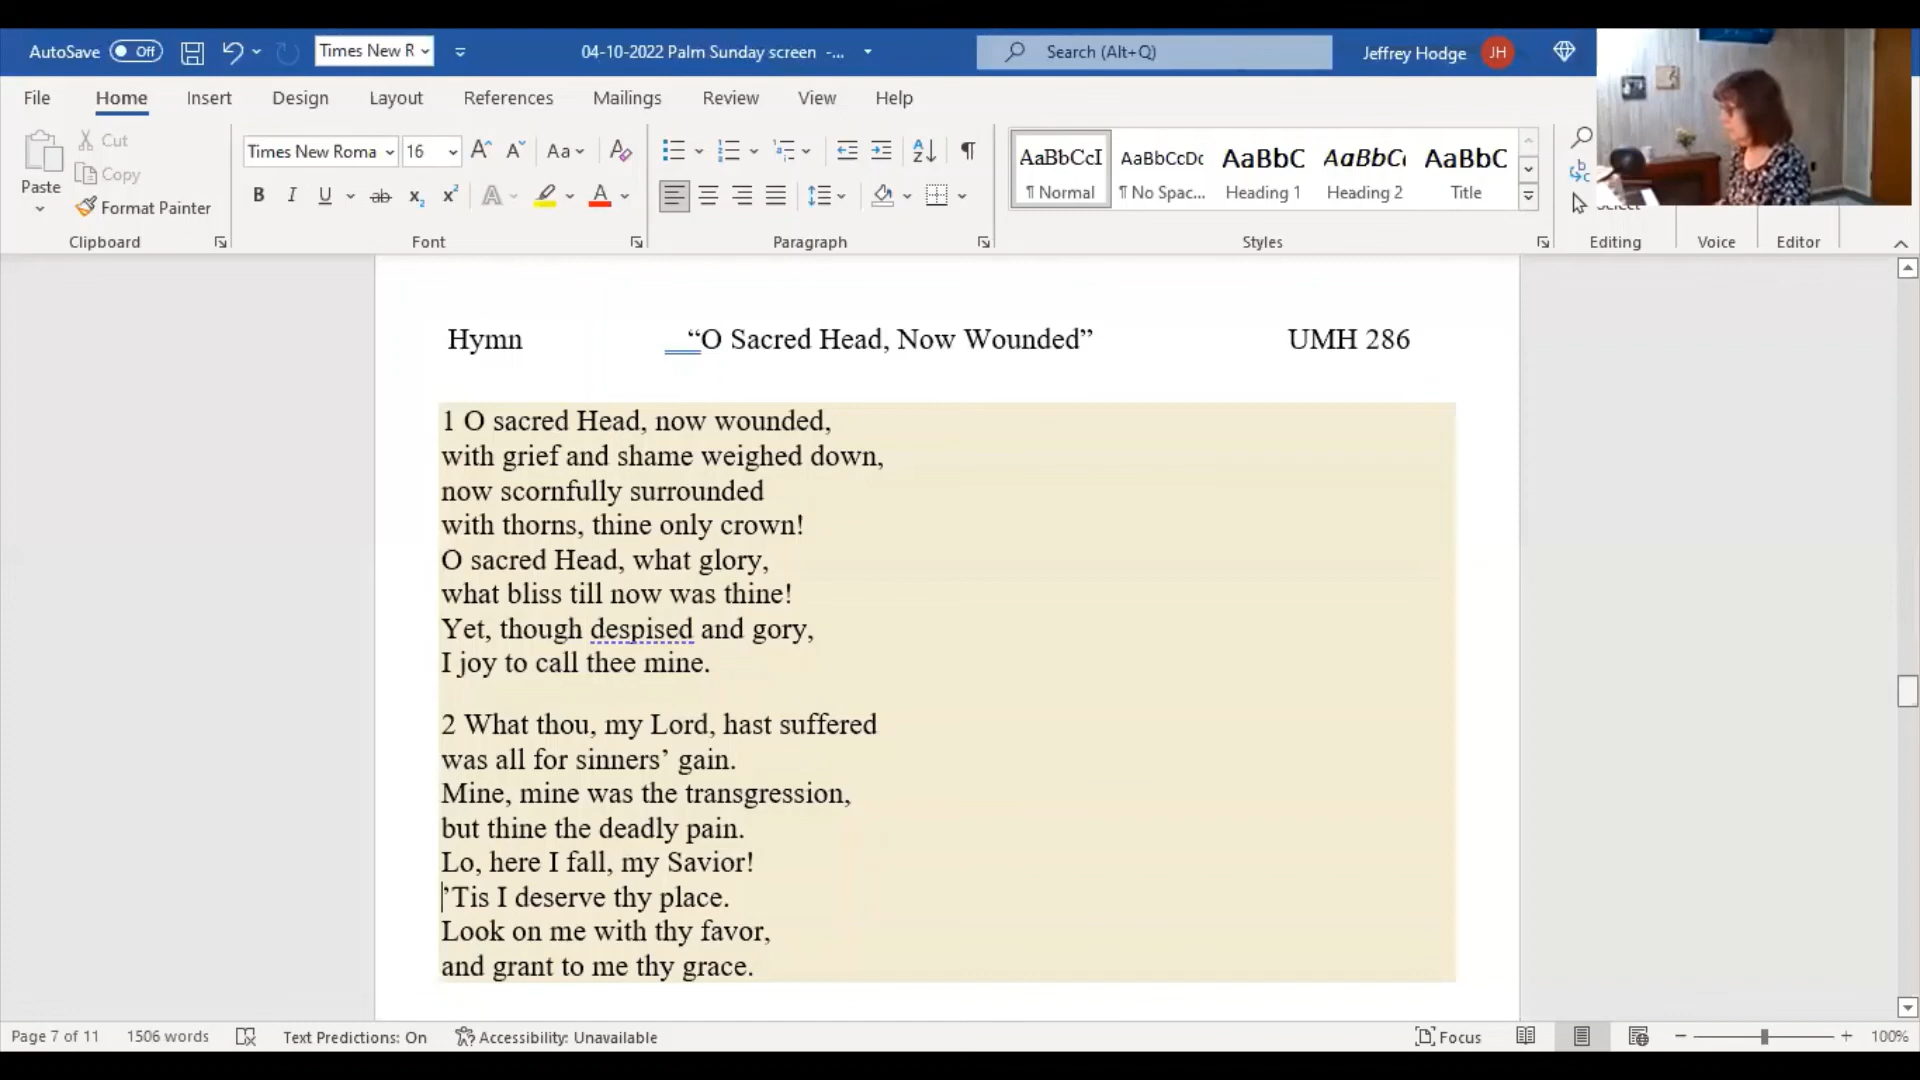 AutoSave Off Times New R 04-10-2022 Palm Sunday screen -... Search (Alt+Q) Jeffrey Hodge JH
File Home Insert Design Layout References Mailings Review View Help
Paste
Cut
Copy
Format Painter
Clipboard
Times New Roma 16 Aa
B I U ab x₂ x² A A
Font
Paragraph
AaBbCcI AaBbCcDc AaBbC AaBbC AaBbC
¶ Normal ¶ No Spac... Heading 1 Heading 2 Title
Styles
Select
Editing Voice Editor
Hymn “O Sacred Head, Now Wounded” UMH 286
1 O sacred Head, now wounded,
with grief and shame weighed down,
now scornfully surrounded
with thorns, thine only crown!
O sacred Head, what glory,
what bliss till now was thine!
Yet, though despised and gory,
I joy to call thee mine.
2 What thou, my Lord, hast suffered
was all for sinners’ gain.
Mine, mine was the transgression,
but thine the deadly pain.
Lo, here I fall, my Savior!
’Tis I deserve thy place.
Look on me with thy favor,
and grant to me thy grace.
Page 7 of 11 1506 words Text Predictions: On Accessibility: Unavailable Focus 100%